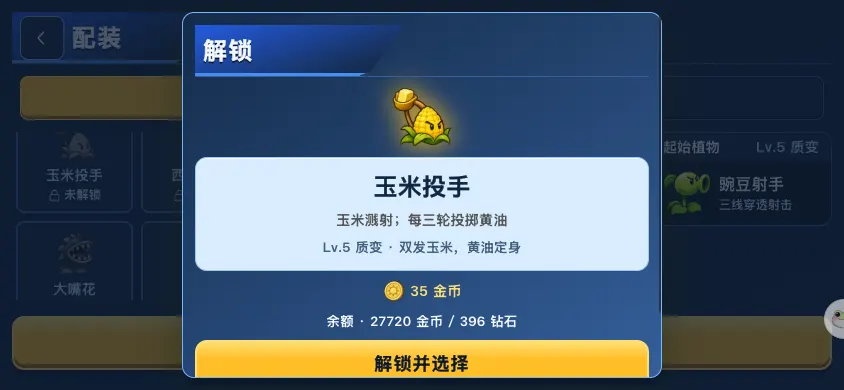 配装
解锁
玉米投手
未解锁
西
大嘴花
玉米投手
玉米溅射；每三轮投掷黄油
Lv.5 质变 · 双发玉米，黄油定身
35 金币
余额 · 27720 金币 / 396 钻石
解锁并选择
起始植物
Lv.5 质变
豌豆射手
三线穿透射击